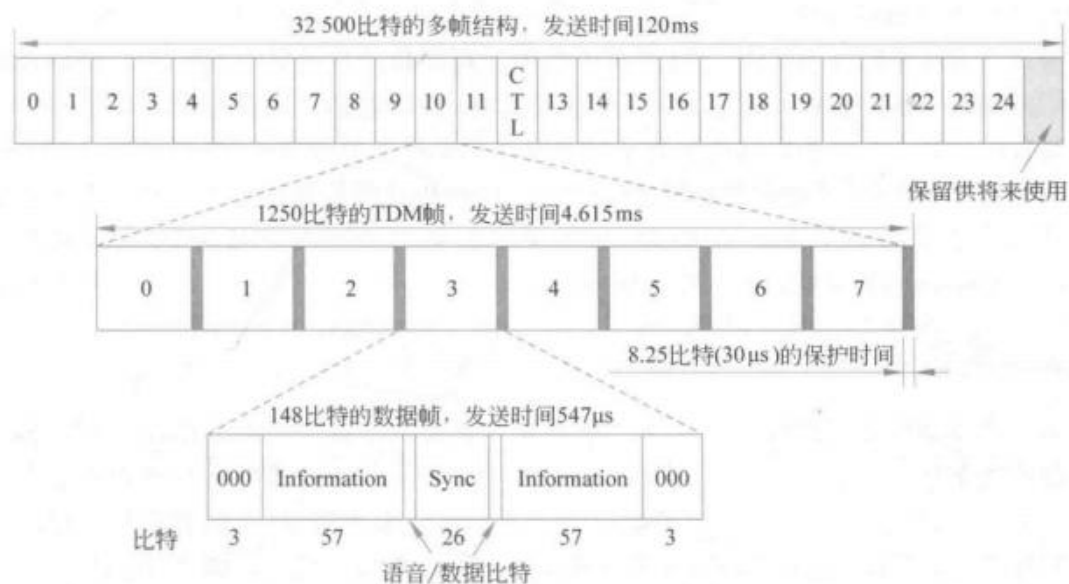 32 500比特的多帧结构，发送时间120ms
0 1 2 3 4 5 6 7 8 9 10 11 CTL 13 14 15 16 17 18 19 20 21 22 23 24
保留供将来使用
1250比特的TDM帧，发送时间4.615ms
0 1 2 3 4 5 6 7
8.25比特(30μs)的保护时间
148比特的数据帧，发送时间547μs
000 Information Sync Information 000
比特 3 57 26 57 3
语音/数据比特